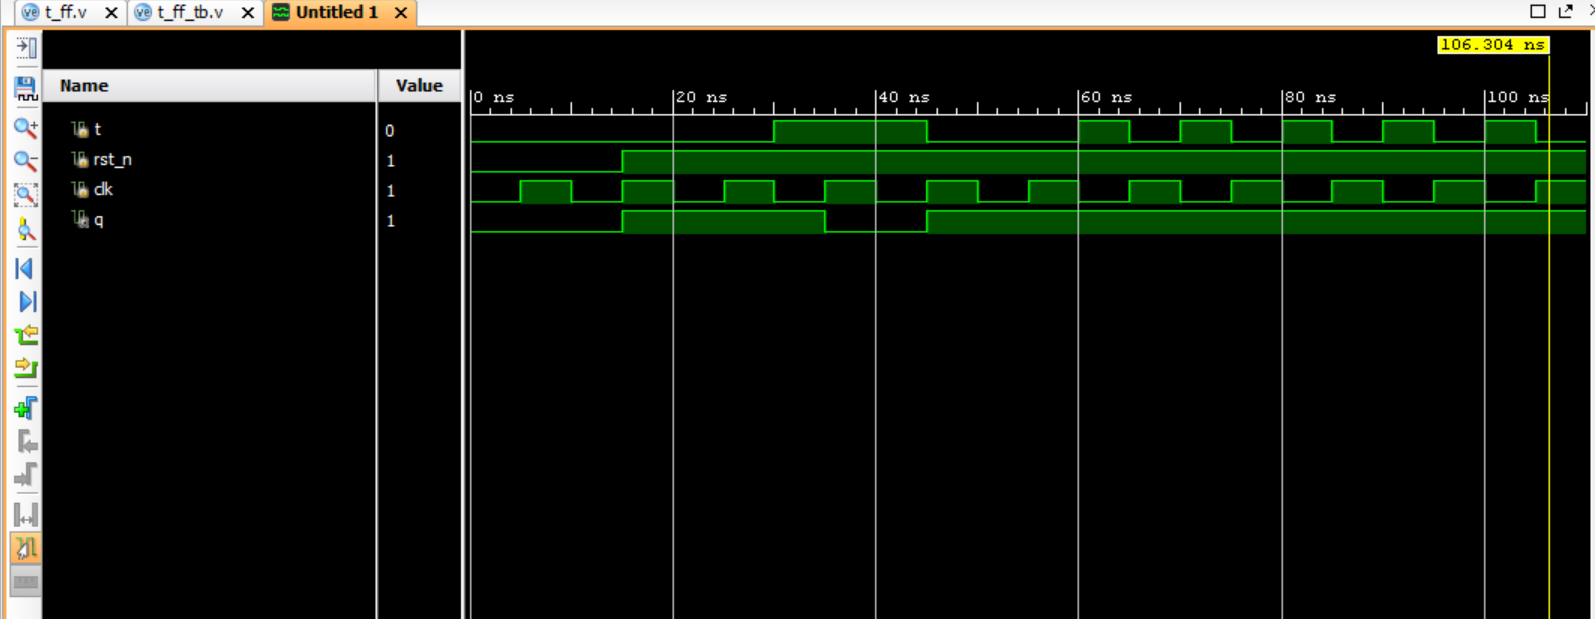 t_ff.v
t_ff_tb.v
Untitled 1
106.304 ns
Name
Value
0 ns
20 ns
40 ns
60 ns
80 ns
100 ns
t
0
rst_n
1
clk
1
q
1